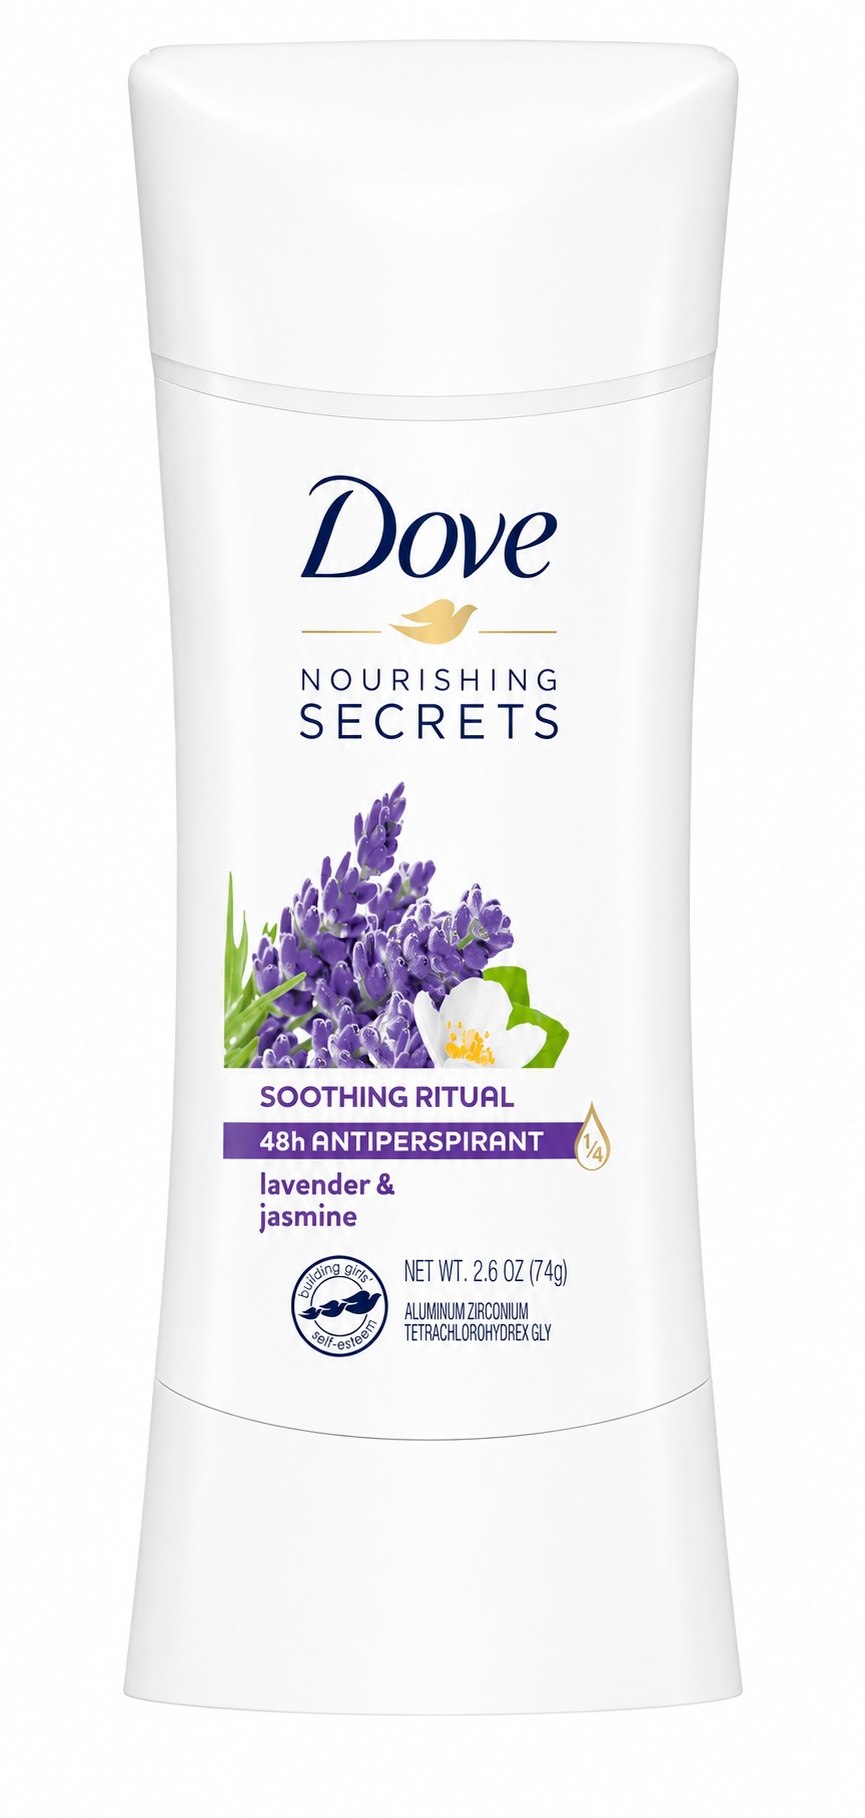 Dove
NOURISHING
SECRETS
SOOTHING RITUAL
48h ANTIPERSPIRANT
1/4
lavender &
jasmine
building girls'
self-esteem
NET WT. 2.6 OZ (74g)
ALUMINUM ZIRCONIUM
TETRACHLOROHYDREX GLY